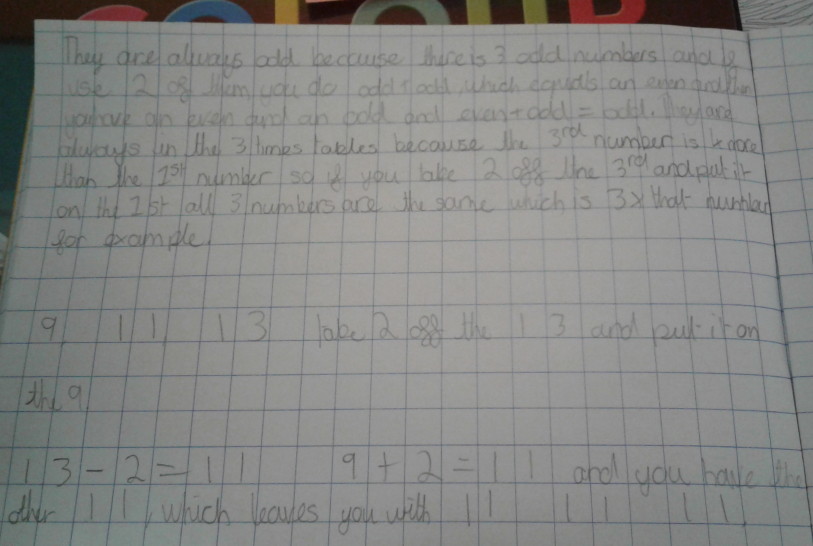 They are always odd because there is 3 odd numbers and if
use 2 of them you do odd + odd which equals an even and then
you have an even and an odd and even + odd = odd. They are
always in the 3 times tables because the 3rd number is more
than the 1st number so if you take 2 off the 3rd and put it
on the 1st all 3 numbers are the same which is 3x that number
for example.
9 11 13 take 2 off the 13 and put it on
the 9
13 - 2 = 11 9 + 2 = 11 and you have the
other 11, which leaves you with 11 11 11.